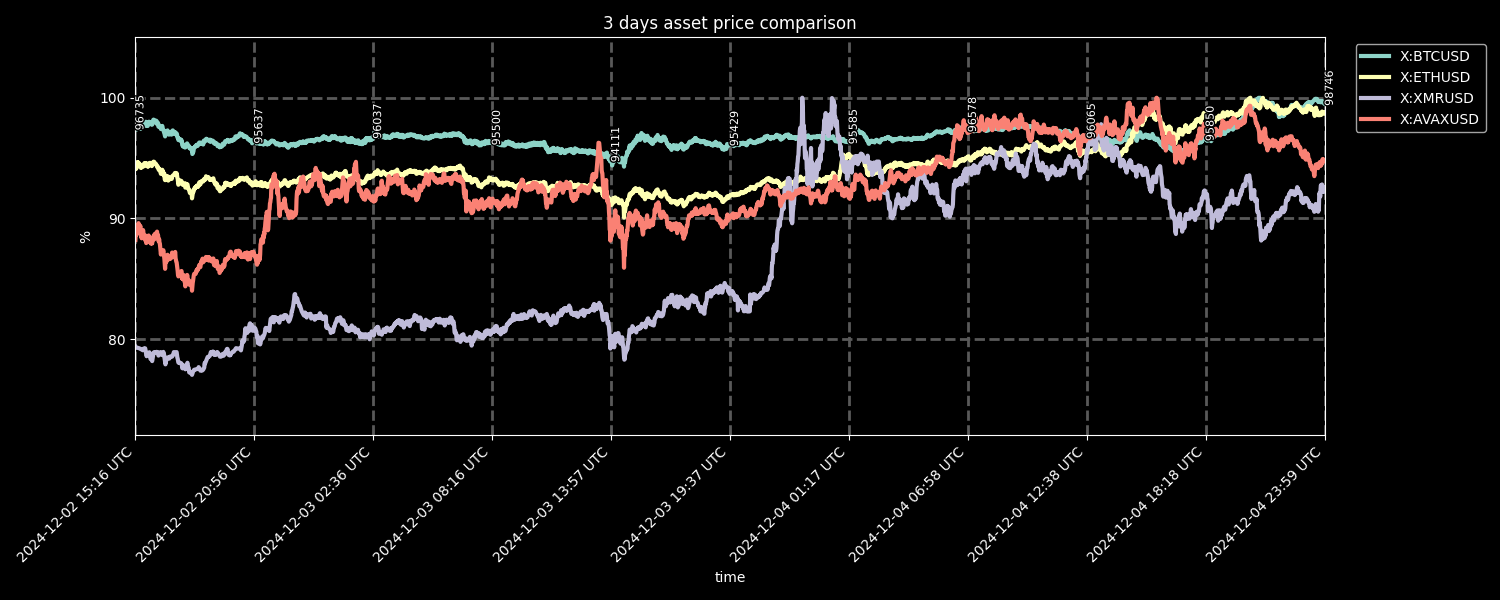 3 days asset price comparison
X:BTCUSD
X:ETHUSD
X:XMRUSD
X:AVAXUSD
100
90
80
%
96735
95637
96037
95500
94111
95429
95585
96578
96065
95850
98746
2024-12-02 15:16 UTC
2024-12-02 20:56 UTC
2024-12-03 02:36 UTC
2024-12-03 08:16 UTC
2024-12-03 13:57 UTC
2024-12-03 19:37 UTC
2024-12-04 01:17 UTC
2024-12-04 06:58 UTC
2024-12-04 12:38 UTC
2024-12-04 18:18 UTC
2024-12-04 23:59 UTC
time